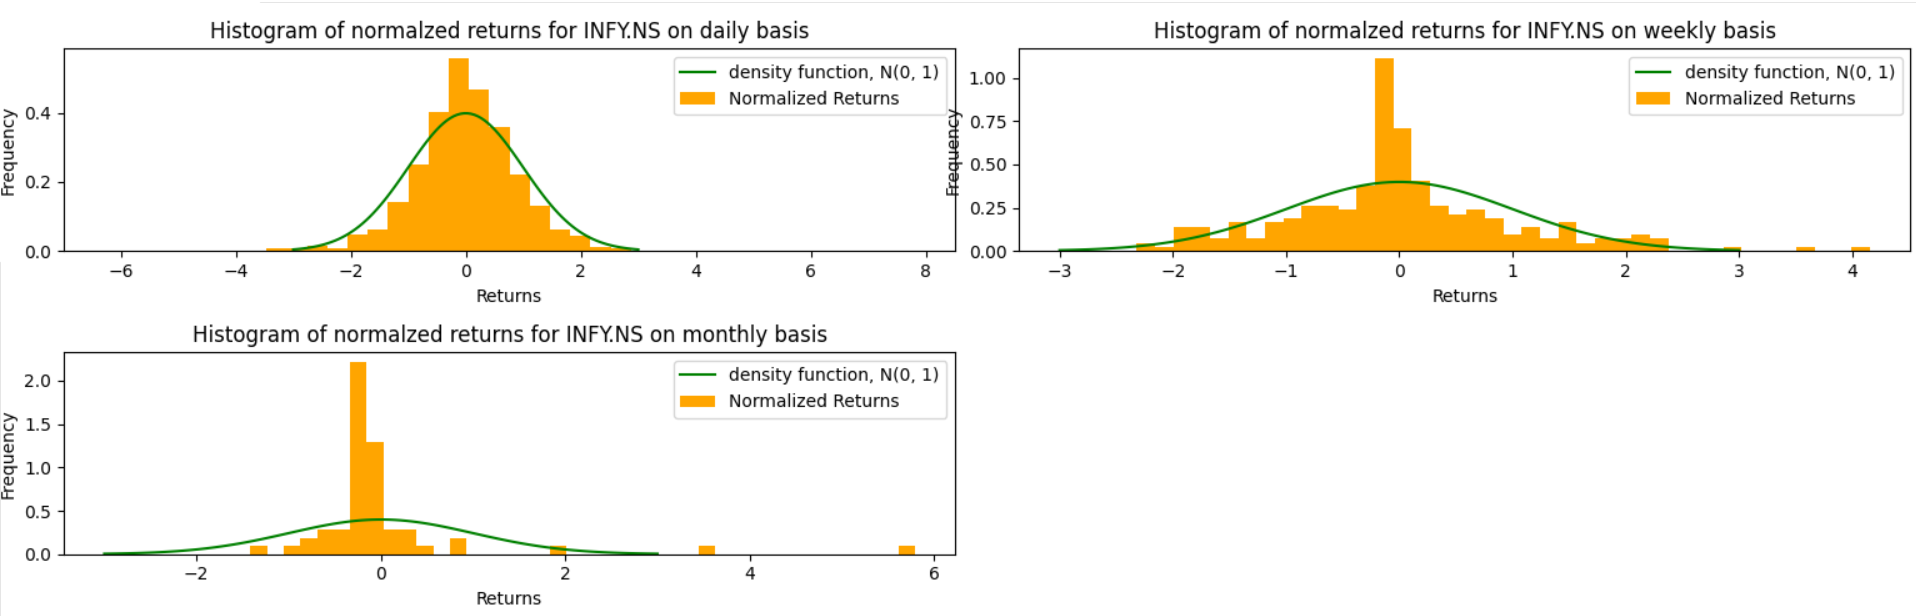 Histogram of normalzed returns for INFY.NS on daily basis
density function, N(0, 1)
Normalized Returns
Frequency
0.4
0.2
0.0
−6 −4 −2 0 2 4 6 8
Returns
Histogram of normalzed returns for INFY.NS on weekly basis
density function, N(0, 1)
Normalized Returns
Frequency
1.00
0.75
0.50
0.25
0.00
−3 −2 −1 0 1 2 3 4
Returns
Histogram of normalzed returns for INFY.NS on monthly basis
density function, N(0, 1)
Normalized Returns
Frequency
2.0
1.5
1.0
0.5
0.0
−2 0 2 4 6
Returns